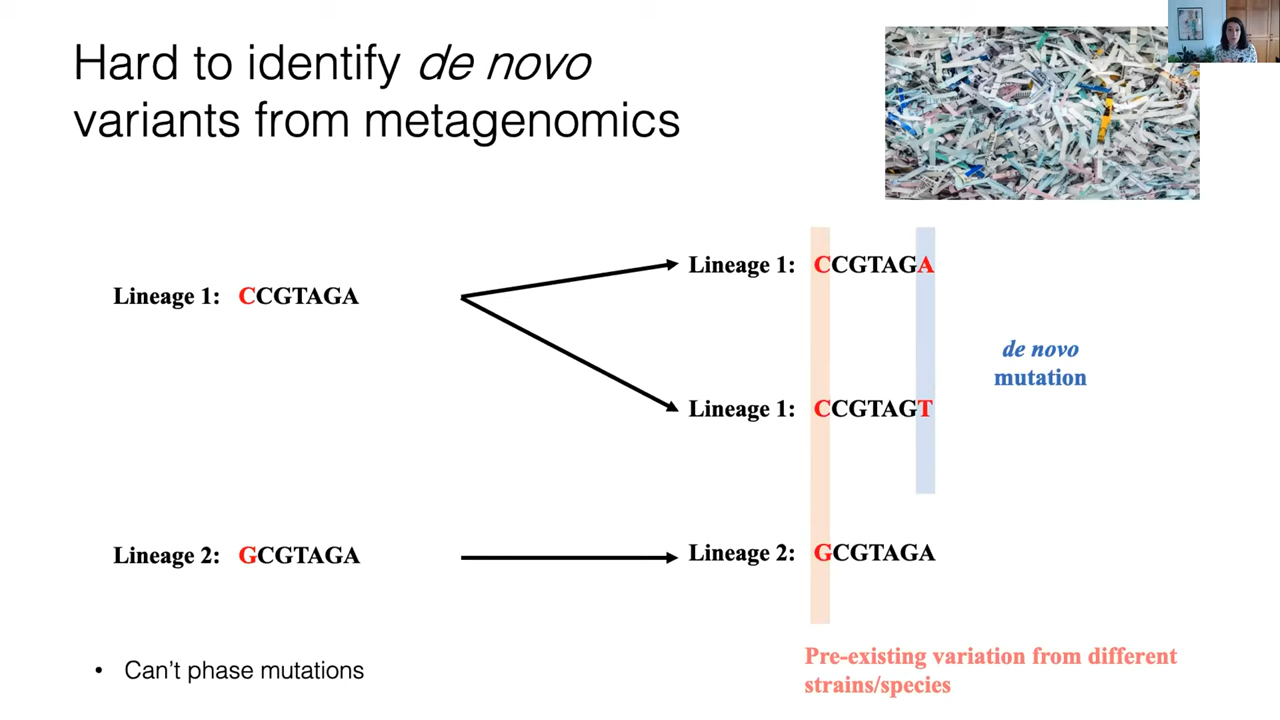 Hard to identify de novo
variants from metagenomics
Lineage 1: CCGTAGA
Lineage 1: CCGTAGA
de novo
mutation
Lineage 1: CCGTAGT
Lineage 2: GCGTAGA
Lineage 2: GCGTAGA
• Can't phase mutations
Pre-existing variation from different
strains/species